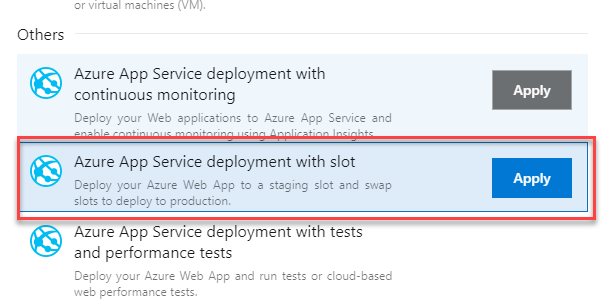 or virtual machines (VM).
Others
Azure App Service deployment with
continuous monitoring
Apply
Deploy your Web applications to Azure App Service and
enable continuous monitoring using Application Insights.
Azure App Service deployment with slot
Apply
Deploy your Azure Web App to a staging slot and swap
slots to deploy to production.
Azure App Service deployment with tests
and performance tests
Deploy your Azure Web App and run tests or cloud-based
web performance tests.